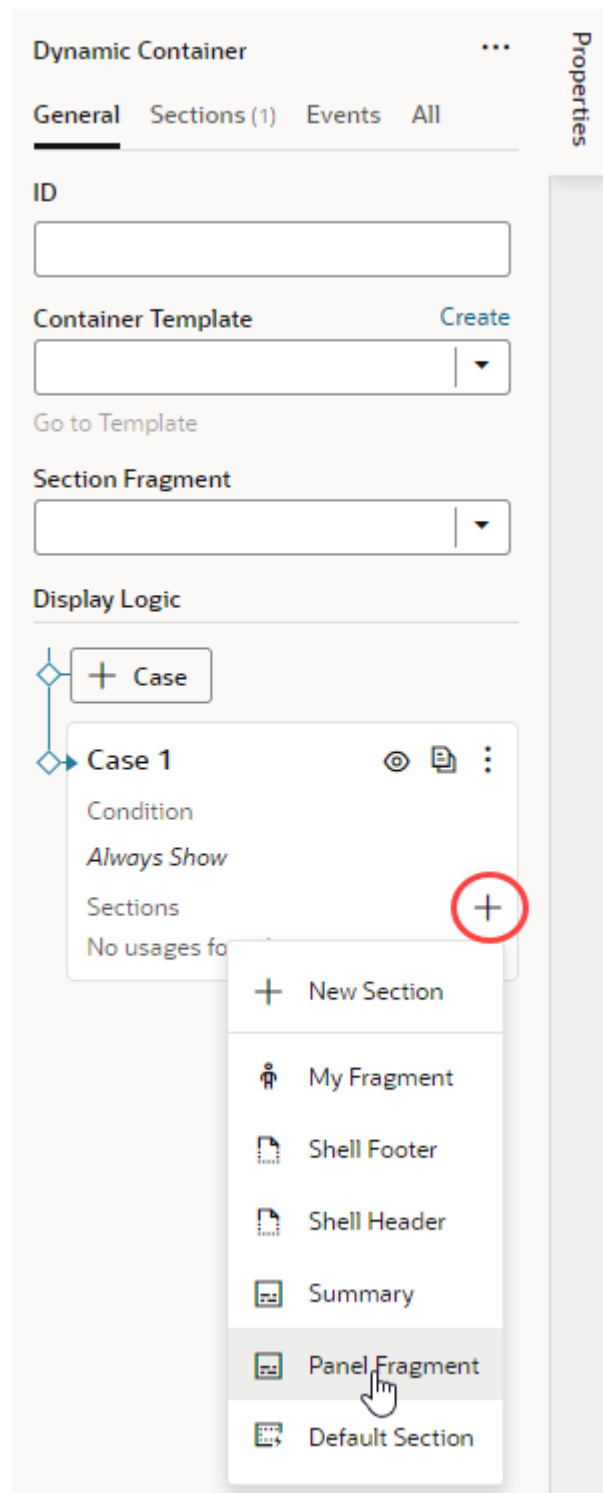 Dynamic Container
Properties
General Sections (1) Events All
ID
Container Template Create
Go to Template
Section Fragment
Display Logic
+ Case
Case 1
Condition
Always Show
Sections
No usages
New Section
My Fragment
Shell Footer
Shell Header
Summary
Panel Fragment
Default Section